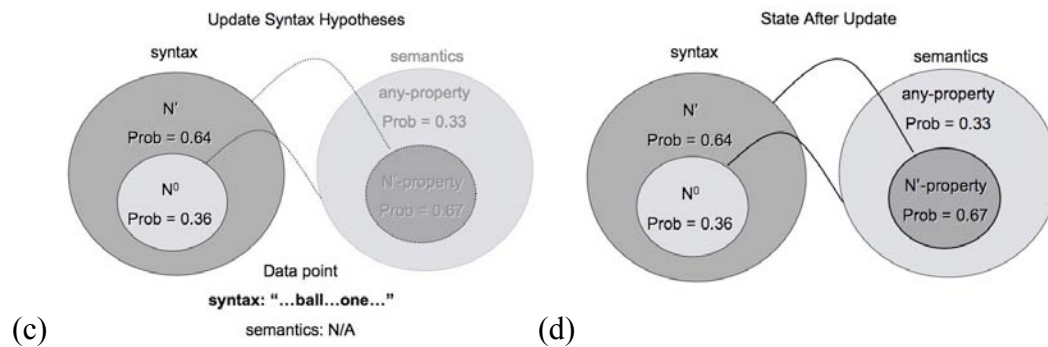 Update Syntax Hypotheses
syntax
semantics
N'
Prob = 0.64
N⁰
Prob = 0.36
any-property
Prob = 0.33
N'-property
Prob = 0.67
Data point
syntax: “…ball…one…”
semantics: N/A
(c)
State After Update
syntax
semantics
N'
Prob = 0.64
N⁰
Prob = 0.36
any-property
Prob = 0.33
N'-property
Prob = 0.67
(d)